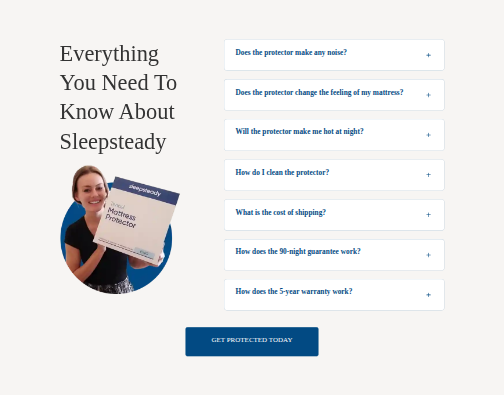 Everything
You Need To
Know About
Sleepsteady
sleepsteady
Mattress
Protector
Does the protector make any noise?
+
Does the protector change the feeling of my mattress?
+
Will the protector make me hot at night?
+
How do I clean the protector?
+
What is the cost of shipping?
+
How does the 90-night guarantee work?
+
How does the 5-year warranty work?
+
GET PROTECTED TODAY